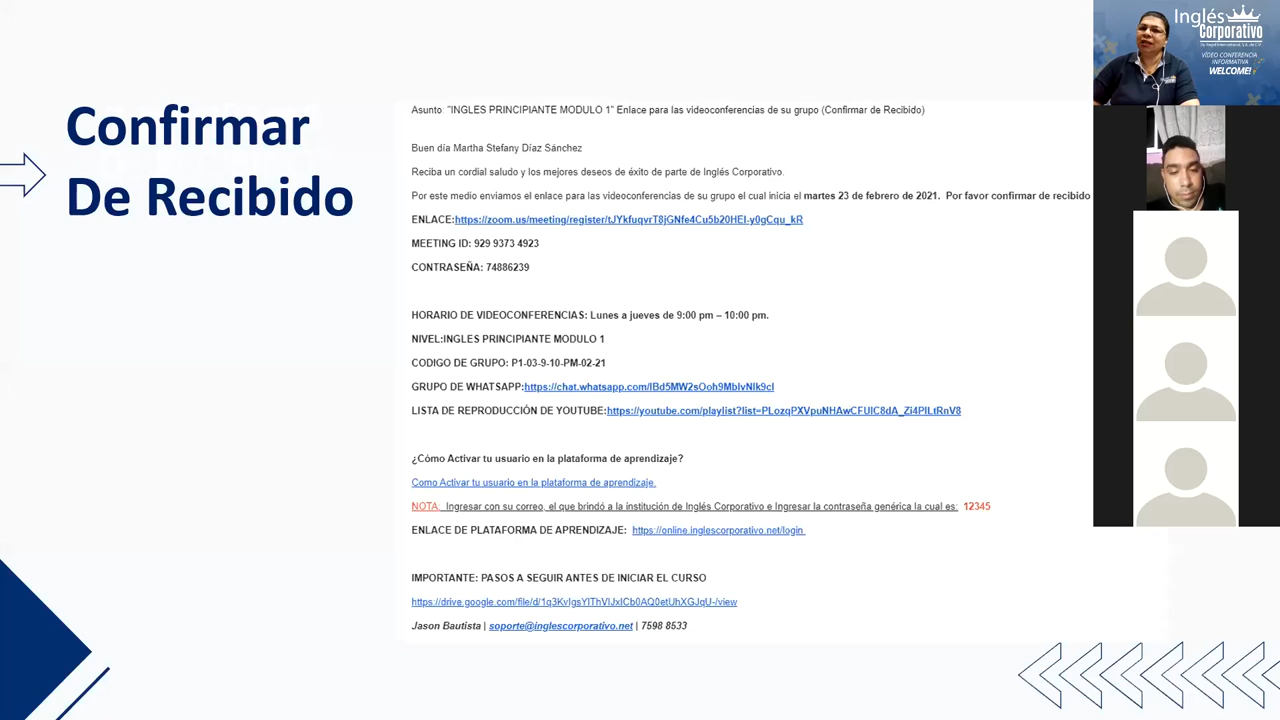 Confirmar
De Recibido
Asunto: "INGLES PRINCIPIANTE MODULO 1" Enlace para las videoconferencias de su grupo (Confirmar de Recibido)
Buen día Martha Stefany Díaz Sánchez
Reciba un cordial saludo y los mejores deseos de éxito de parte de Inglés Corporativo.
Por este medio enviamos el enlace para las videoconferencias de su grupo el cual inicia el martes 23 de febrero de 2021. Por favor confirmar de recibido
ENLACE:https://zoom.us/meeting/register/tJYkfuqvrT8jGNfe4Cu5b20HEI-y0gCqu_kR
MEETING ID: 929 9373 4923
CONTRASEÑA: 74886239
HORARIO DE VIDEOCONFERENCIAS: Lunes a jueves de 9:00 pm – 10:00 pm.
NIVEL:INGLES PRINCIPIANTE MODULO 1
CODIGO DE GRUPO: P1-03-9-10-PM-02-21
GRUPO DE WHATSAPP:https://chat.whatsapp.com/IBd5MW2sOoh9MbIvNlk9cI
LISTA DE REPRODUCCIÓN DE YOUTUBE:https://youtube.com/playlist?list=PLozqPXVpuNHAwCFUIC8dA_Zi4PILtRnV8
¿Cómo Activar tu usuario en la plataforma de aprendizaje?
Como Activar tu usuario en la plataforma de aprendizaje.
NOTA: Ingresar con su correo, el que brindó a la institución de Inglés Corporativo e Ingresar la contraseña genérica la cual es: 12345
ENLACE DE PLATAFORMA DE APRENDIZAJE: https://online.inglescorporativo.net/login
IMPORTANTE: PASOS A SEGUIR ANTES DE INICIAR EL CURSO
https://drive.google.com/file/d/1q3KvIgsYIThVIJxICb0AQ0etUhXGJqU-/view
Jason Bautista | soporte@inglescorporativo.net | 7598 8533
Inglés
Corporativo
VÍDEO CONFERENCIA
INFORMATIVA
WELCOME!